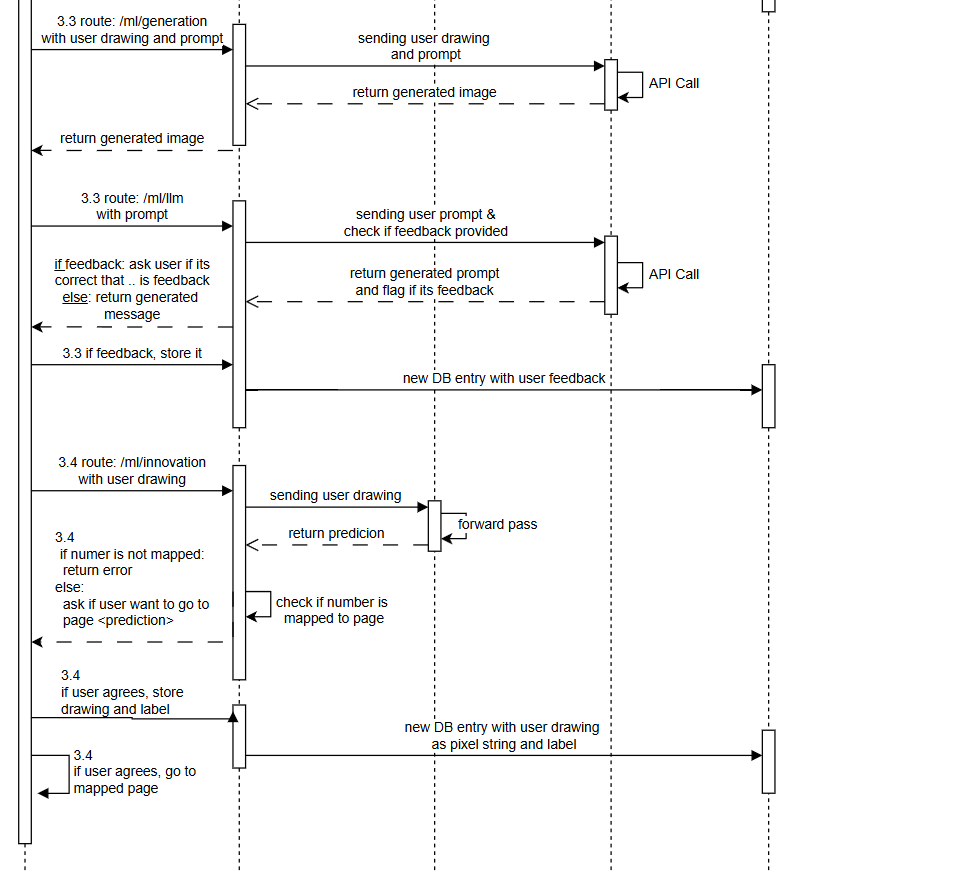 3.3 route: /ml/generation
with user drawing and prompt
sending user drawing
and prompt
API Call
return generated image
return generated image
3.3 route: /ml/llm
with prompt
sending user prompt &
check if feedback provided
if feedback: ask user if its
correct that .. is feedback
else: return generated
message
return generated prompt
and flag if its feedback
API Call
3.3 if feedback, store it
new DB entry with user feedback
3.4 route: /ml/innovation
with user drawing
sending user drawing
forward pass
return predicion
3.4
if numer is not mapped:
return error
else:
ask if user want to go to
page <prediction>
check if number is
mapped to page
3.4
if user agrees, store
drawing and label
new DB entry with user drawing
as pixel string and label
3.4
if user agrees, go to
mapped page